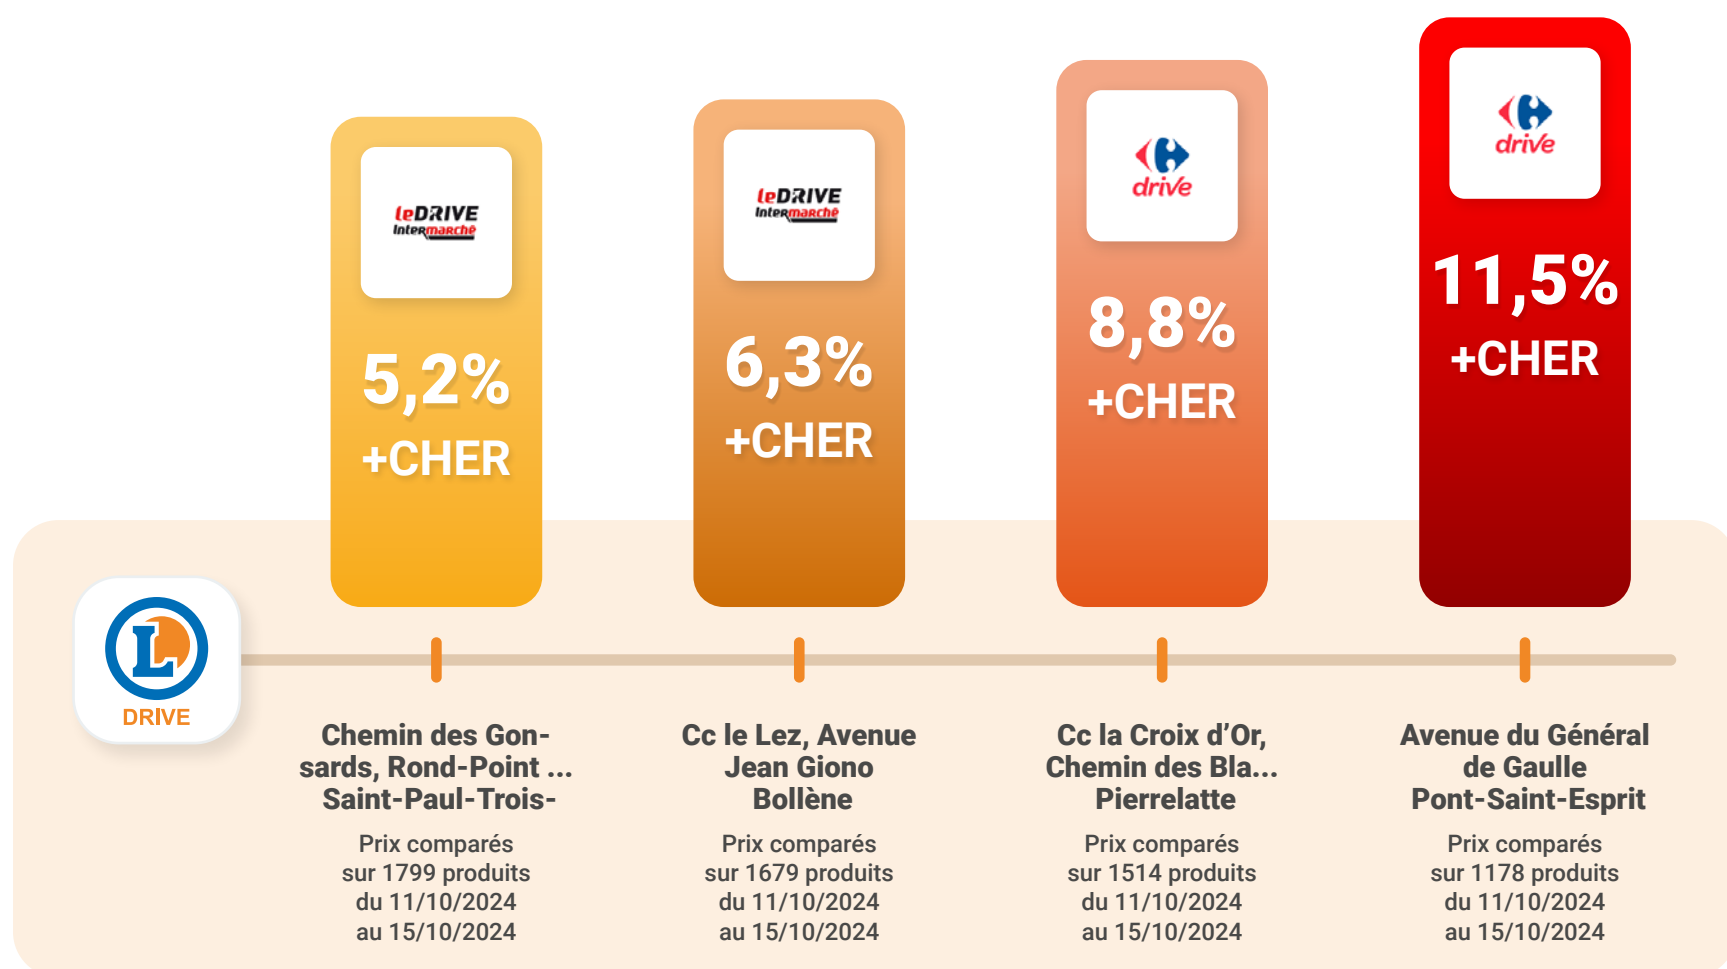 leDRIVE
Intermarché
5,2%
+CHER
leDRIVE
Intermarché
6,3%
+CHER
drive
8,8%
+CHER
drive
11,5%
+CHER
L
DRIVE
Chemin des Gon-
sards, Rond-Point ...
Saint-Paul-Trois-
Prix comparés
sur 1799 produits
du 11/10/2024
au 15/10/2024
Cc le Lez, Avenue
Jean Giono
Bollène
Prix comparés
sur 1679 produits
du 11/10/2024
au 15/10/2024
Cc la Croix d’Or,
Chemin des Bla...
Pierrelatte
Prix comparés
sur 1514 produits
du 11/10/2024
au 15/10/2024
Avenue du Général
de Gaulle
Pont-Saint-Esprit
Prix comparés
sur 1178 produits
du 11/10/2024
au 15/10/2024